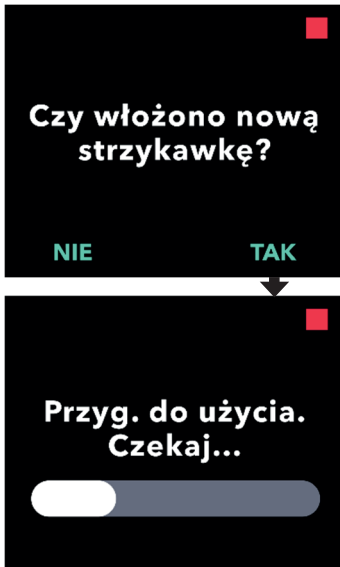 Czy włożono nową
strzykawkę?
NIE TAK
Przyg. do użycia.
Czekaj...